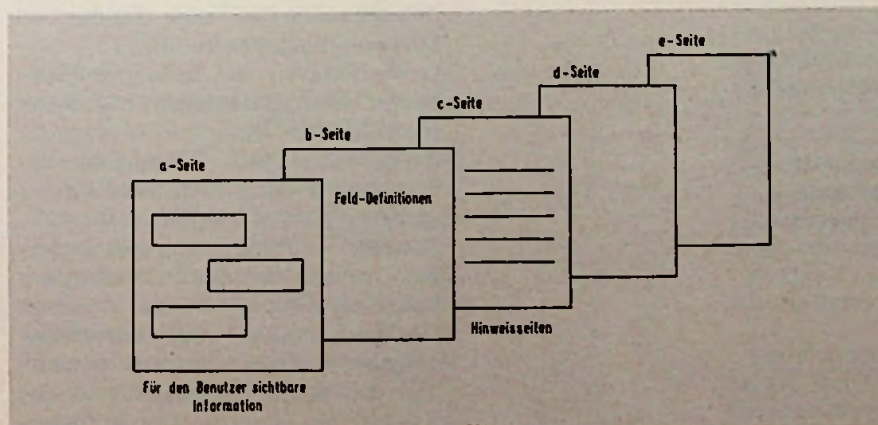 e-Seite
d-Seite
c-Seite
b-Seite
a-Seite
Feld-Definitionen
Hinweisseiten
Für den Benutzer sichtbare
Information